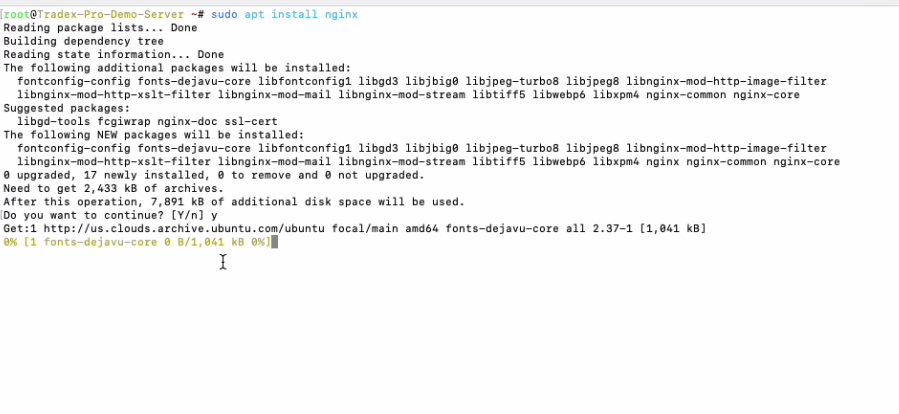 [root@Tradex-Pro-Demo-Server ~# sudo apt install nginx
Reading package lists... Done
Building dependency tree
Reading state information... Done
The following additional packages will be installed:
  fontconfig-config fonts-dejavu-core libfontconfig1 libgd3 libjbig0 libjpeg-turbo8 libjpeg8 libnginx-mod-http-image-filter
  libnginx-mod-http-xslt-filter libnginx-mod-mail libnginx-mod-stream libtiff5 libwebp6 libxpm4 nginx-common nginx-core
Suggested packages:
  libgd-tools fcgiwrap nginx-doc ssl-cert
The following NEW packages will be installed:
  fontconfig-config fonts-dejavu-core libfontconfig1 libgd3 libjbig0 libjpeg-turbo8 libjpeg8 libnginx-mod-http-image-filter
  libnginx-mod-http-xslt-filter libnginx-mod-mail libnginx-mod-stream libtiff5 libwebp6 libxpm4 nginx nginx-common nginx-core
0 upgraded, 17 newly installed, 0 to remove and 0 not upgraded.
Need to get 2,433 kB of archives.
After this operation, 7,891 kB of additional disk space will be used.
[Do you want to continue? [Y/n] y
Get:1 http://us.clouds.archive.ubuntu.com/ubuntu focal/main amd64 fonts-dejavu-core all 2.37-1 [1,041 kB]
0% [1 fonts-dejavu-core 0 B/1,041 kB 0%]